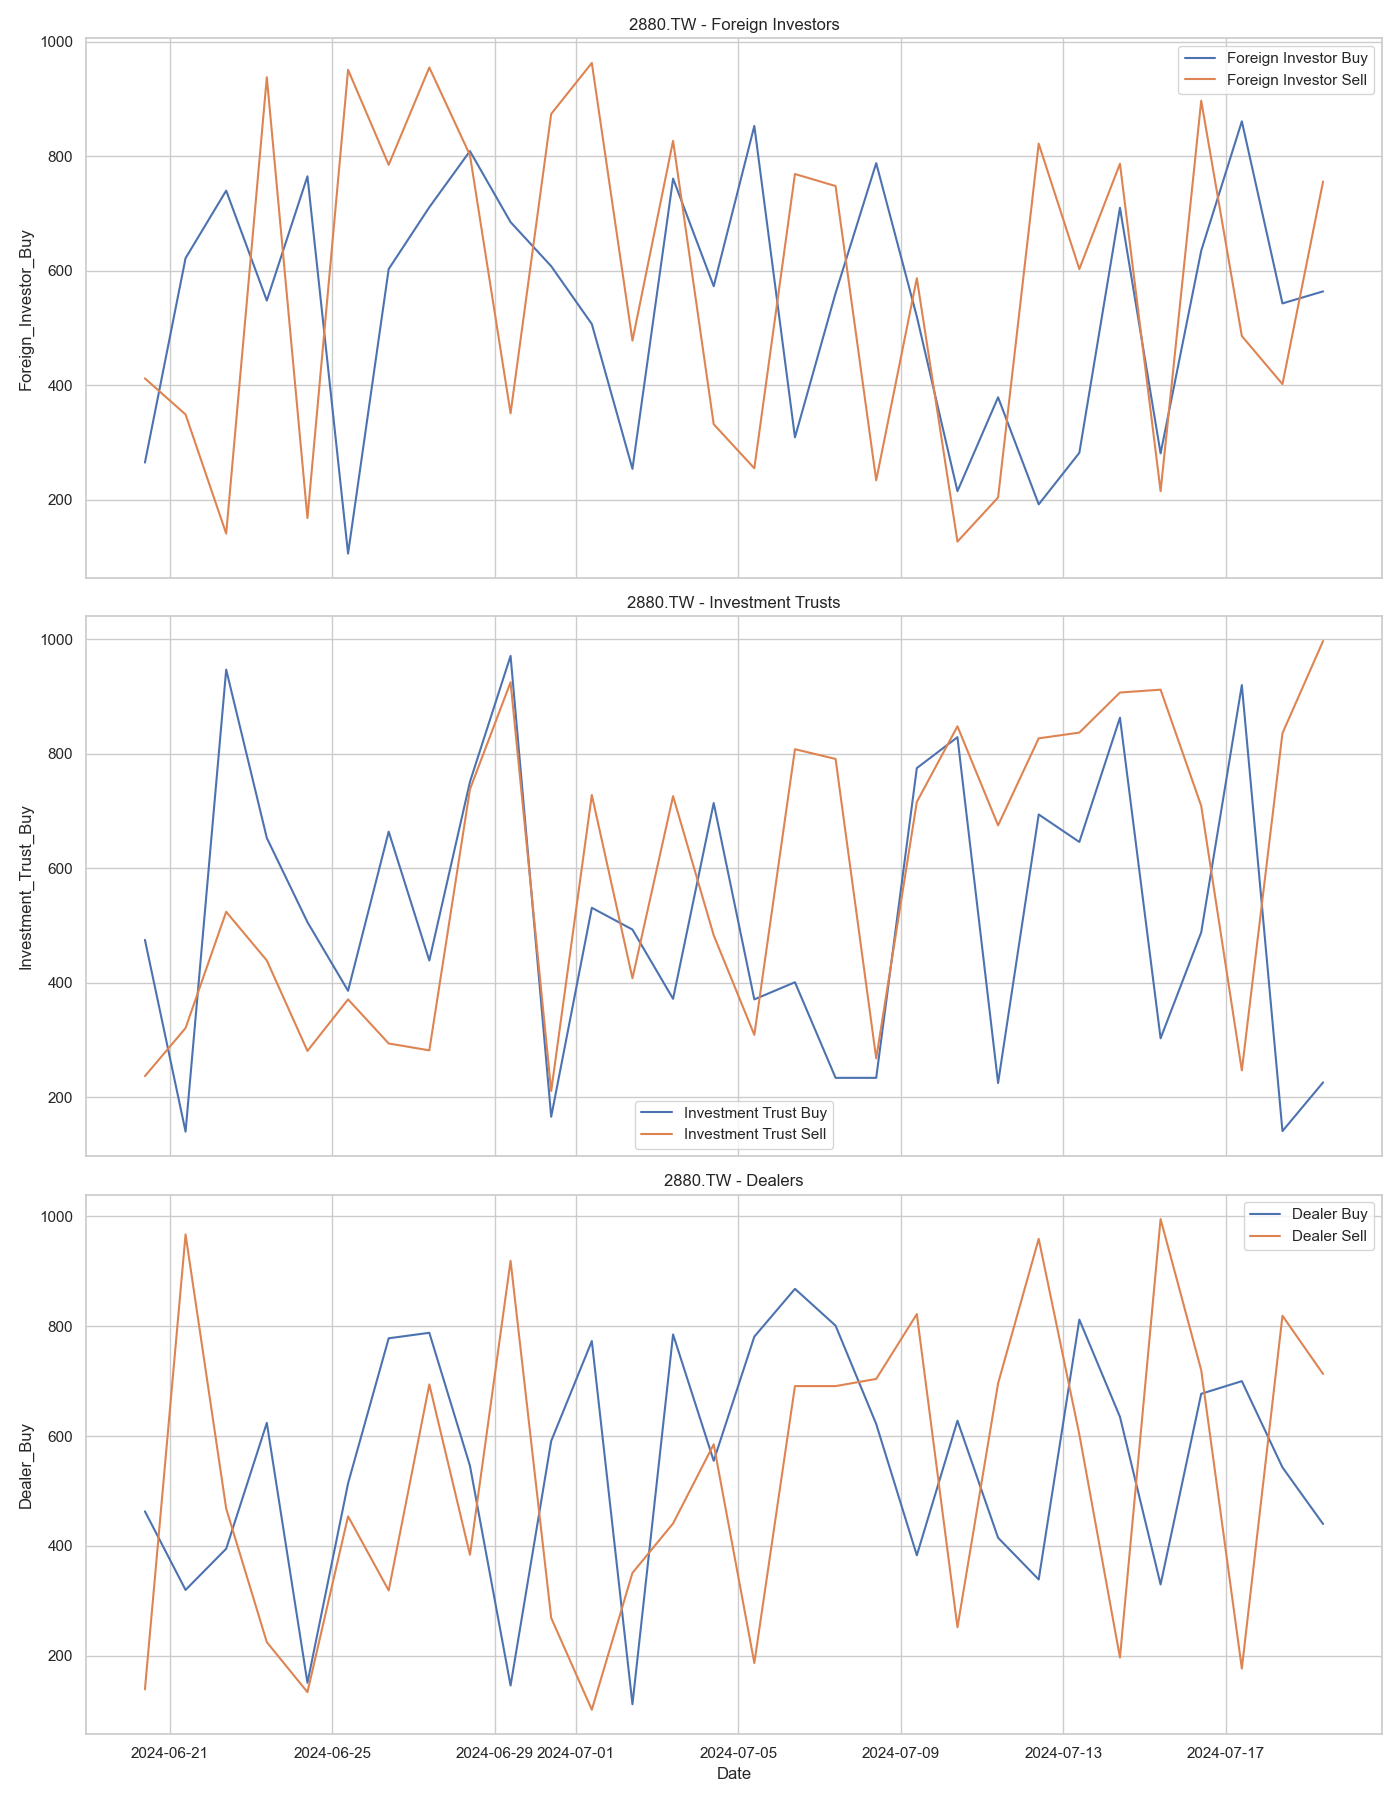 2880.TW - Foreign Investors
1000
800
600
400
200
Foreign_Investor_Buy
Foreign Investor Buy
Foreign Investor Sell
2880.TW - Investment Trusts
1000
800
600
400
200
Investment_Trust_Buy
Investment Trust Buy
Investment Trust Sell
2880.TW - Dealers
1000
800
600
400
200
Dealer_Buy
Dealer Buy
Dealer Sell
2024-06-21 2024-06-25 2024-06-29 2024-07-01 2024-07-05 2024-07-09 2024-07-13 2024-07-17
Date